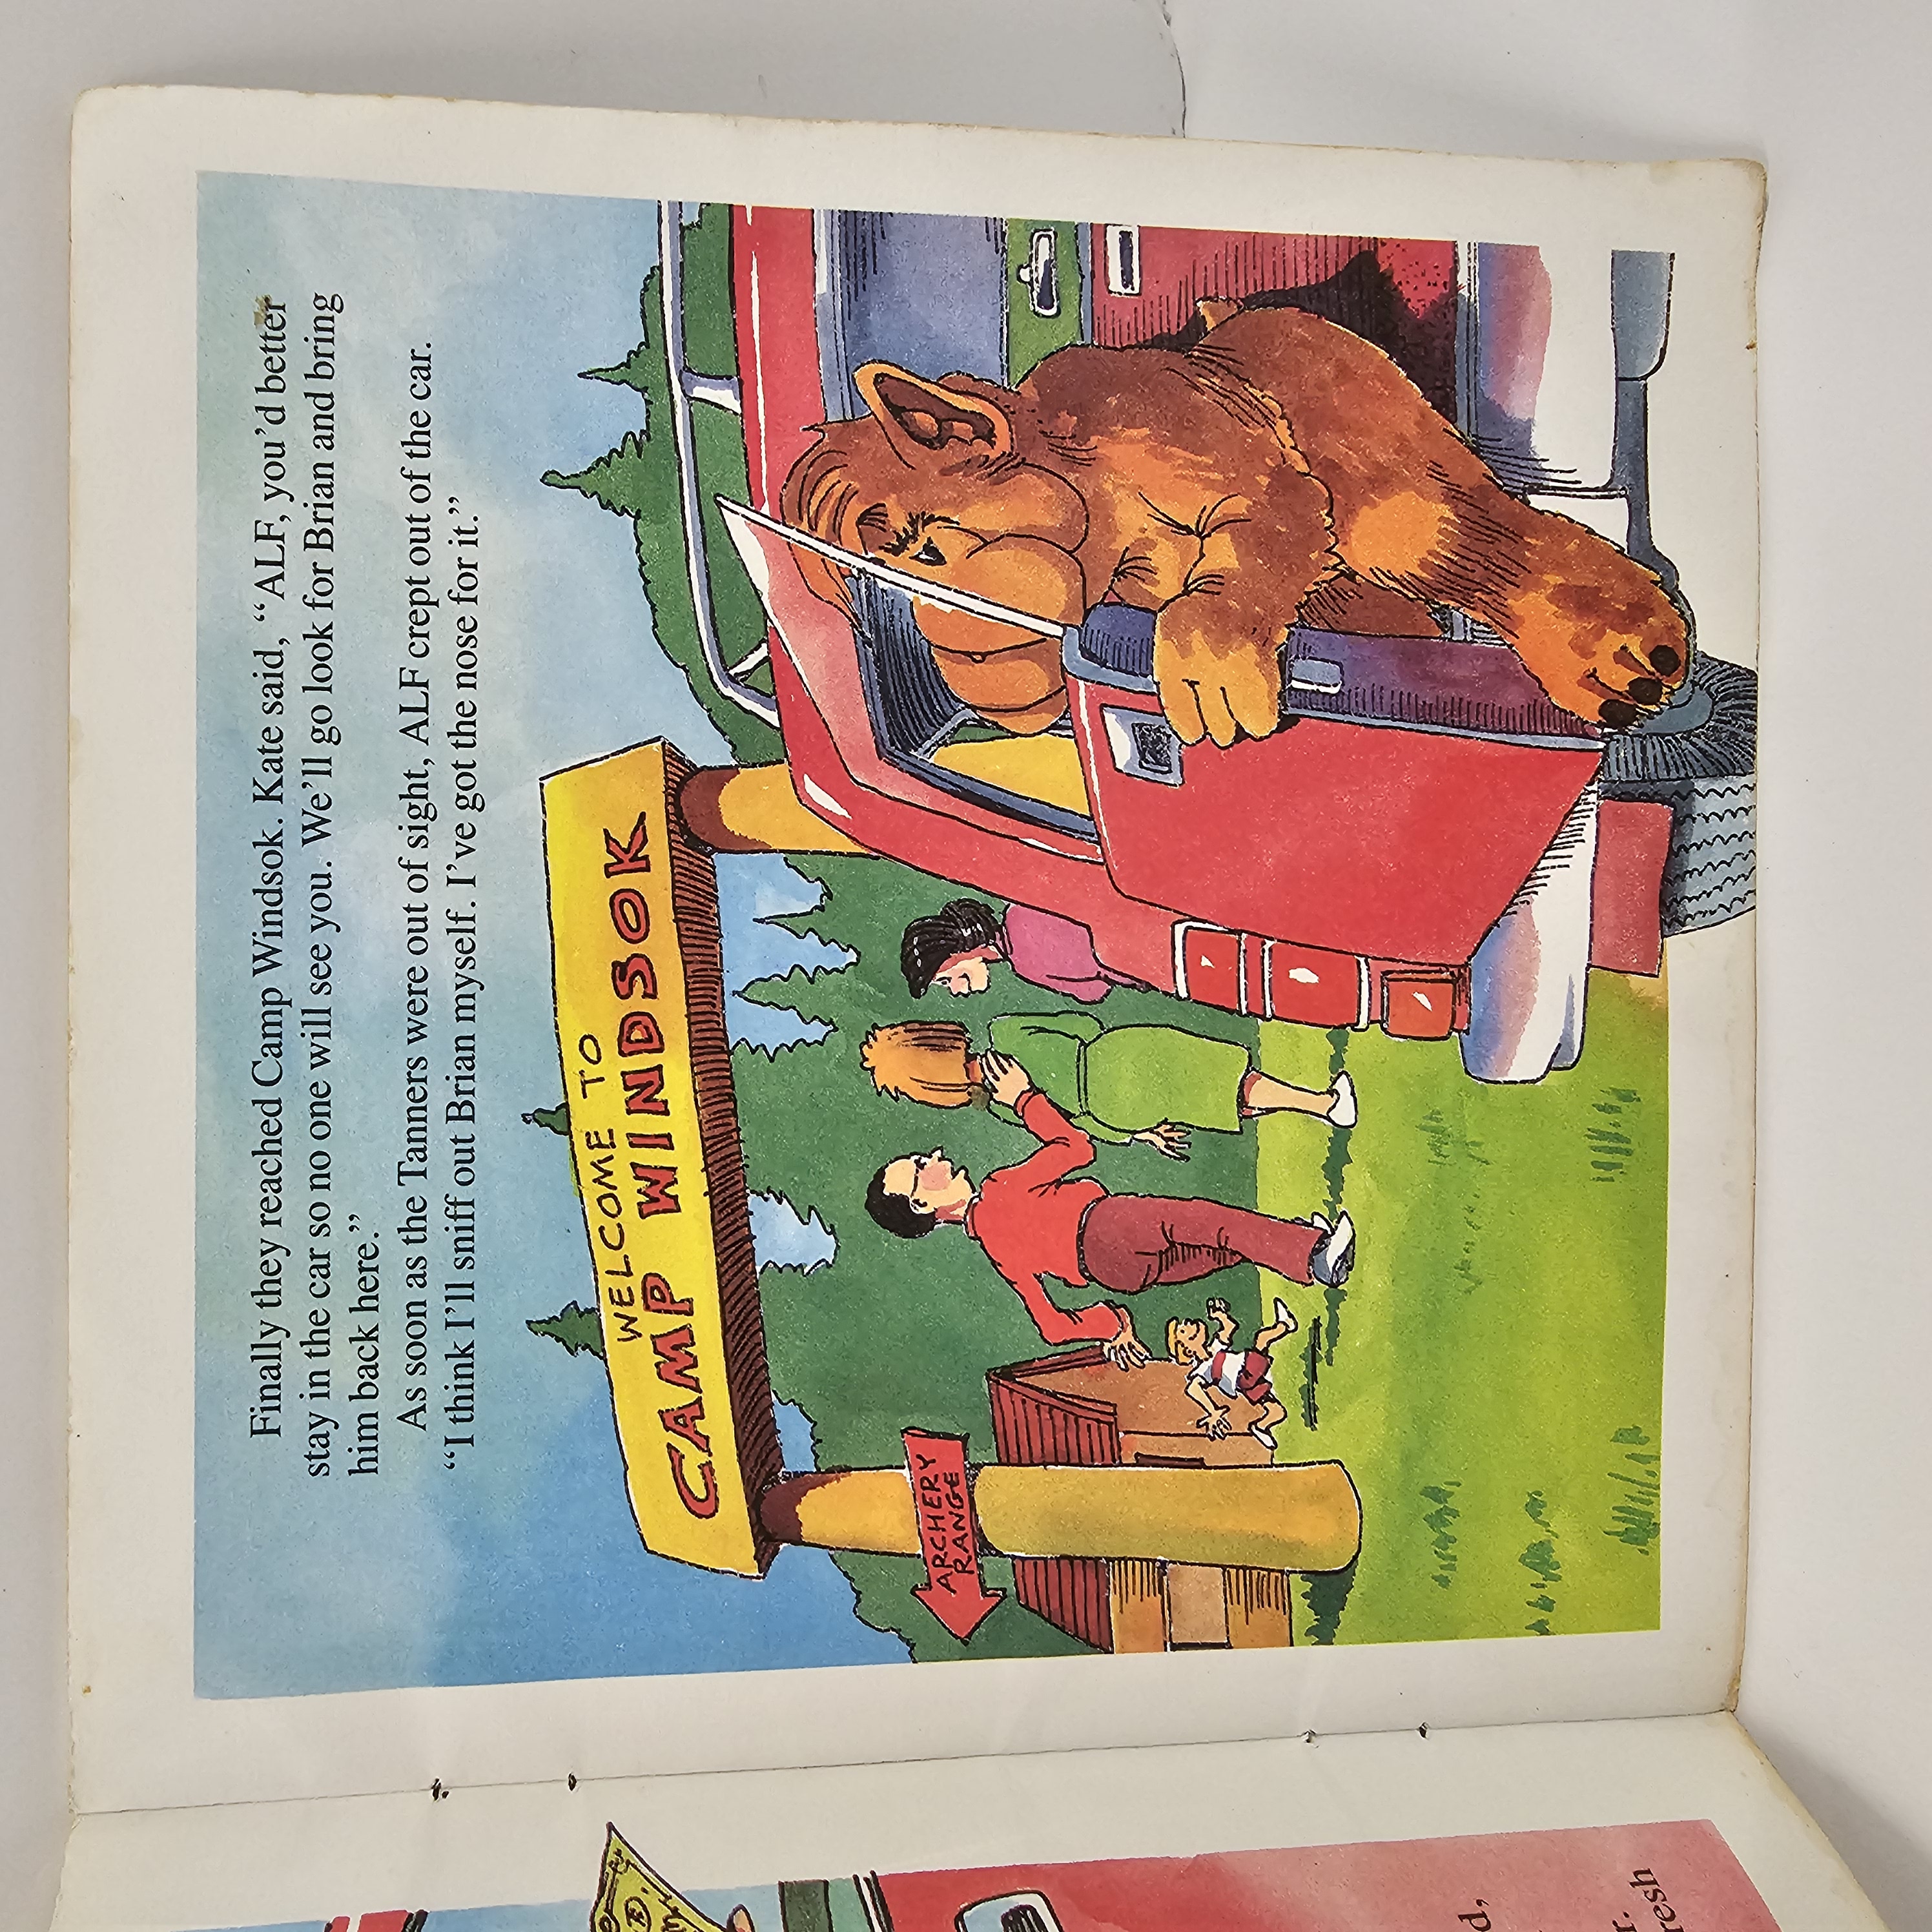 d,
r.
resh
Finally they reached Camp Windsok. Kate said, “ALF, you’d better
stay in the car so no one will see you. We’ll go look for Brian and bring
him back here.”
As soon as the Tanners were out of sight, ALF crept out of the car.
“I think I’ll sniff out Brian myself. I’ve got the nose for it.”
WELCOME TO
CAMP WINDSOK
ARCHERY
RANGE